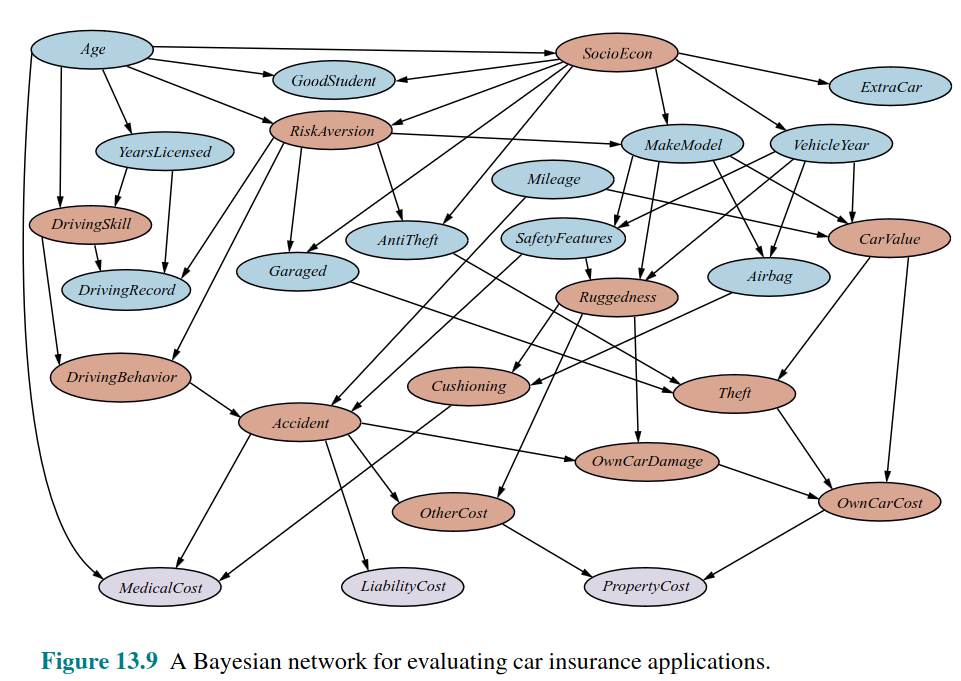 Age
SocioEcon
GoodStudent
ExtraCar
RiskAversion
YearsLicensed
MakeModel
VehicleYear
Mileage
DrivingSkill
AntiTheft
SafetyFeatures
CarValue
Garaged
Airbag
DrivingRecord
Ruggedness
DrivingBehavior
Cushioning
Theft
Accident
OwnCarDamage
OtherCost
OwnCarCost
MedicalCost
LiabilityCost
PropertyCost
Figure 13.9 A Bayesian network for evaluating car insurance applications.